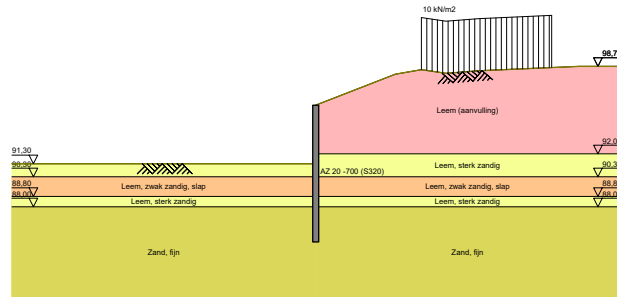 10 kN/m2
98,7
Leem (aanvulling)
91,30
92,0
90,30
Leem, sterk zandig
90,3
AZ 20 -700 (S320)
88,80
Leem, zwak zandig, slap
Leem, zwak zandig, slap
88,8
88,00
Leem, sterk zandig
Leem, sterk zandig
88,0
Zand, fijn
Zand, fijn